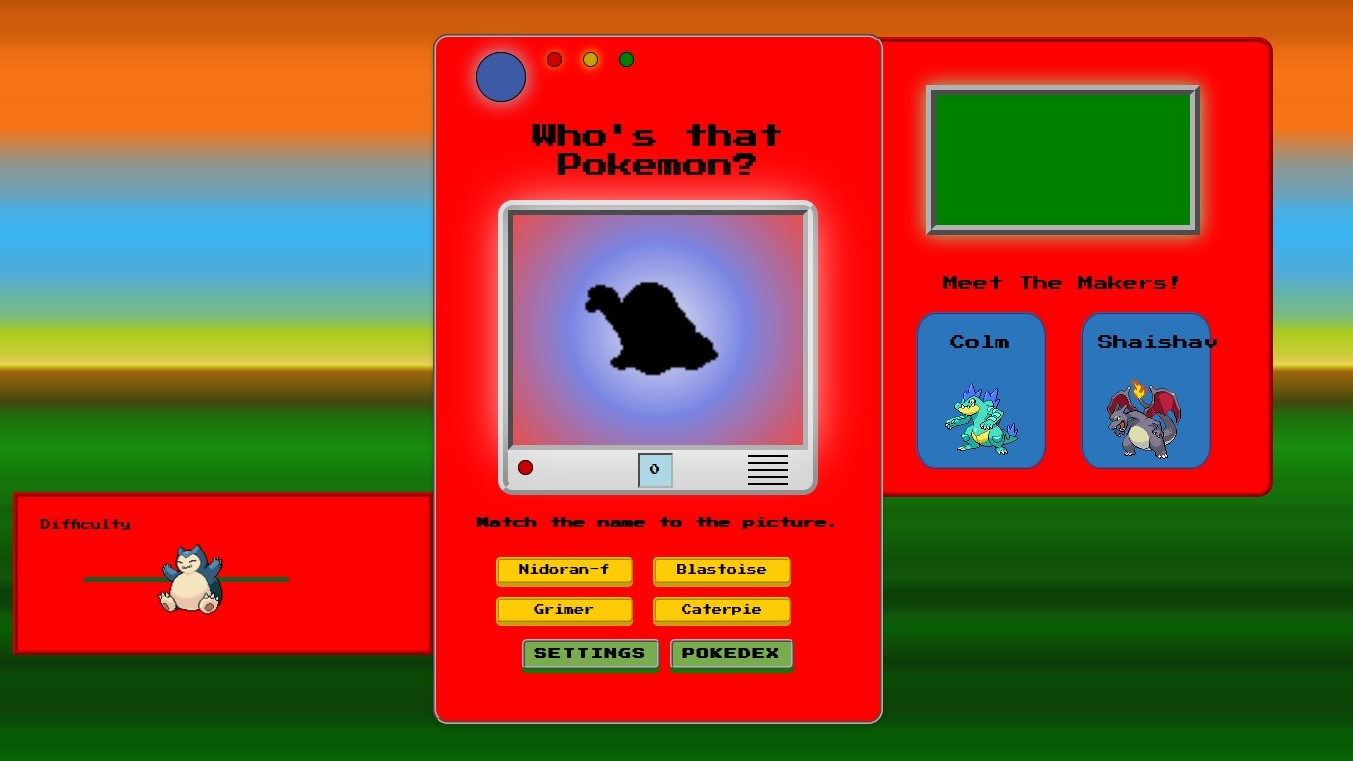 Who's that
Pokemon?
Meet The Makers!
Colm
Shaishav
0
Match the name to the picture.
Difficulty
Nidoran-f
Blastoise
Grimer
Caterpie
SETTINGS
POKEDEX